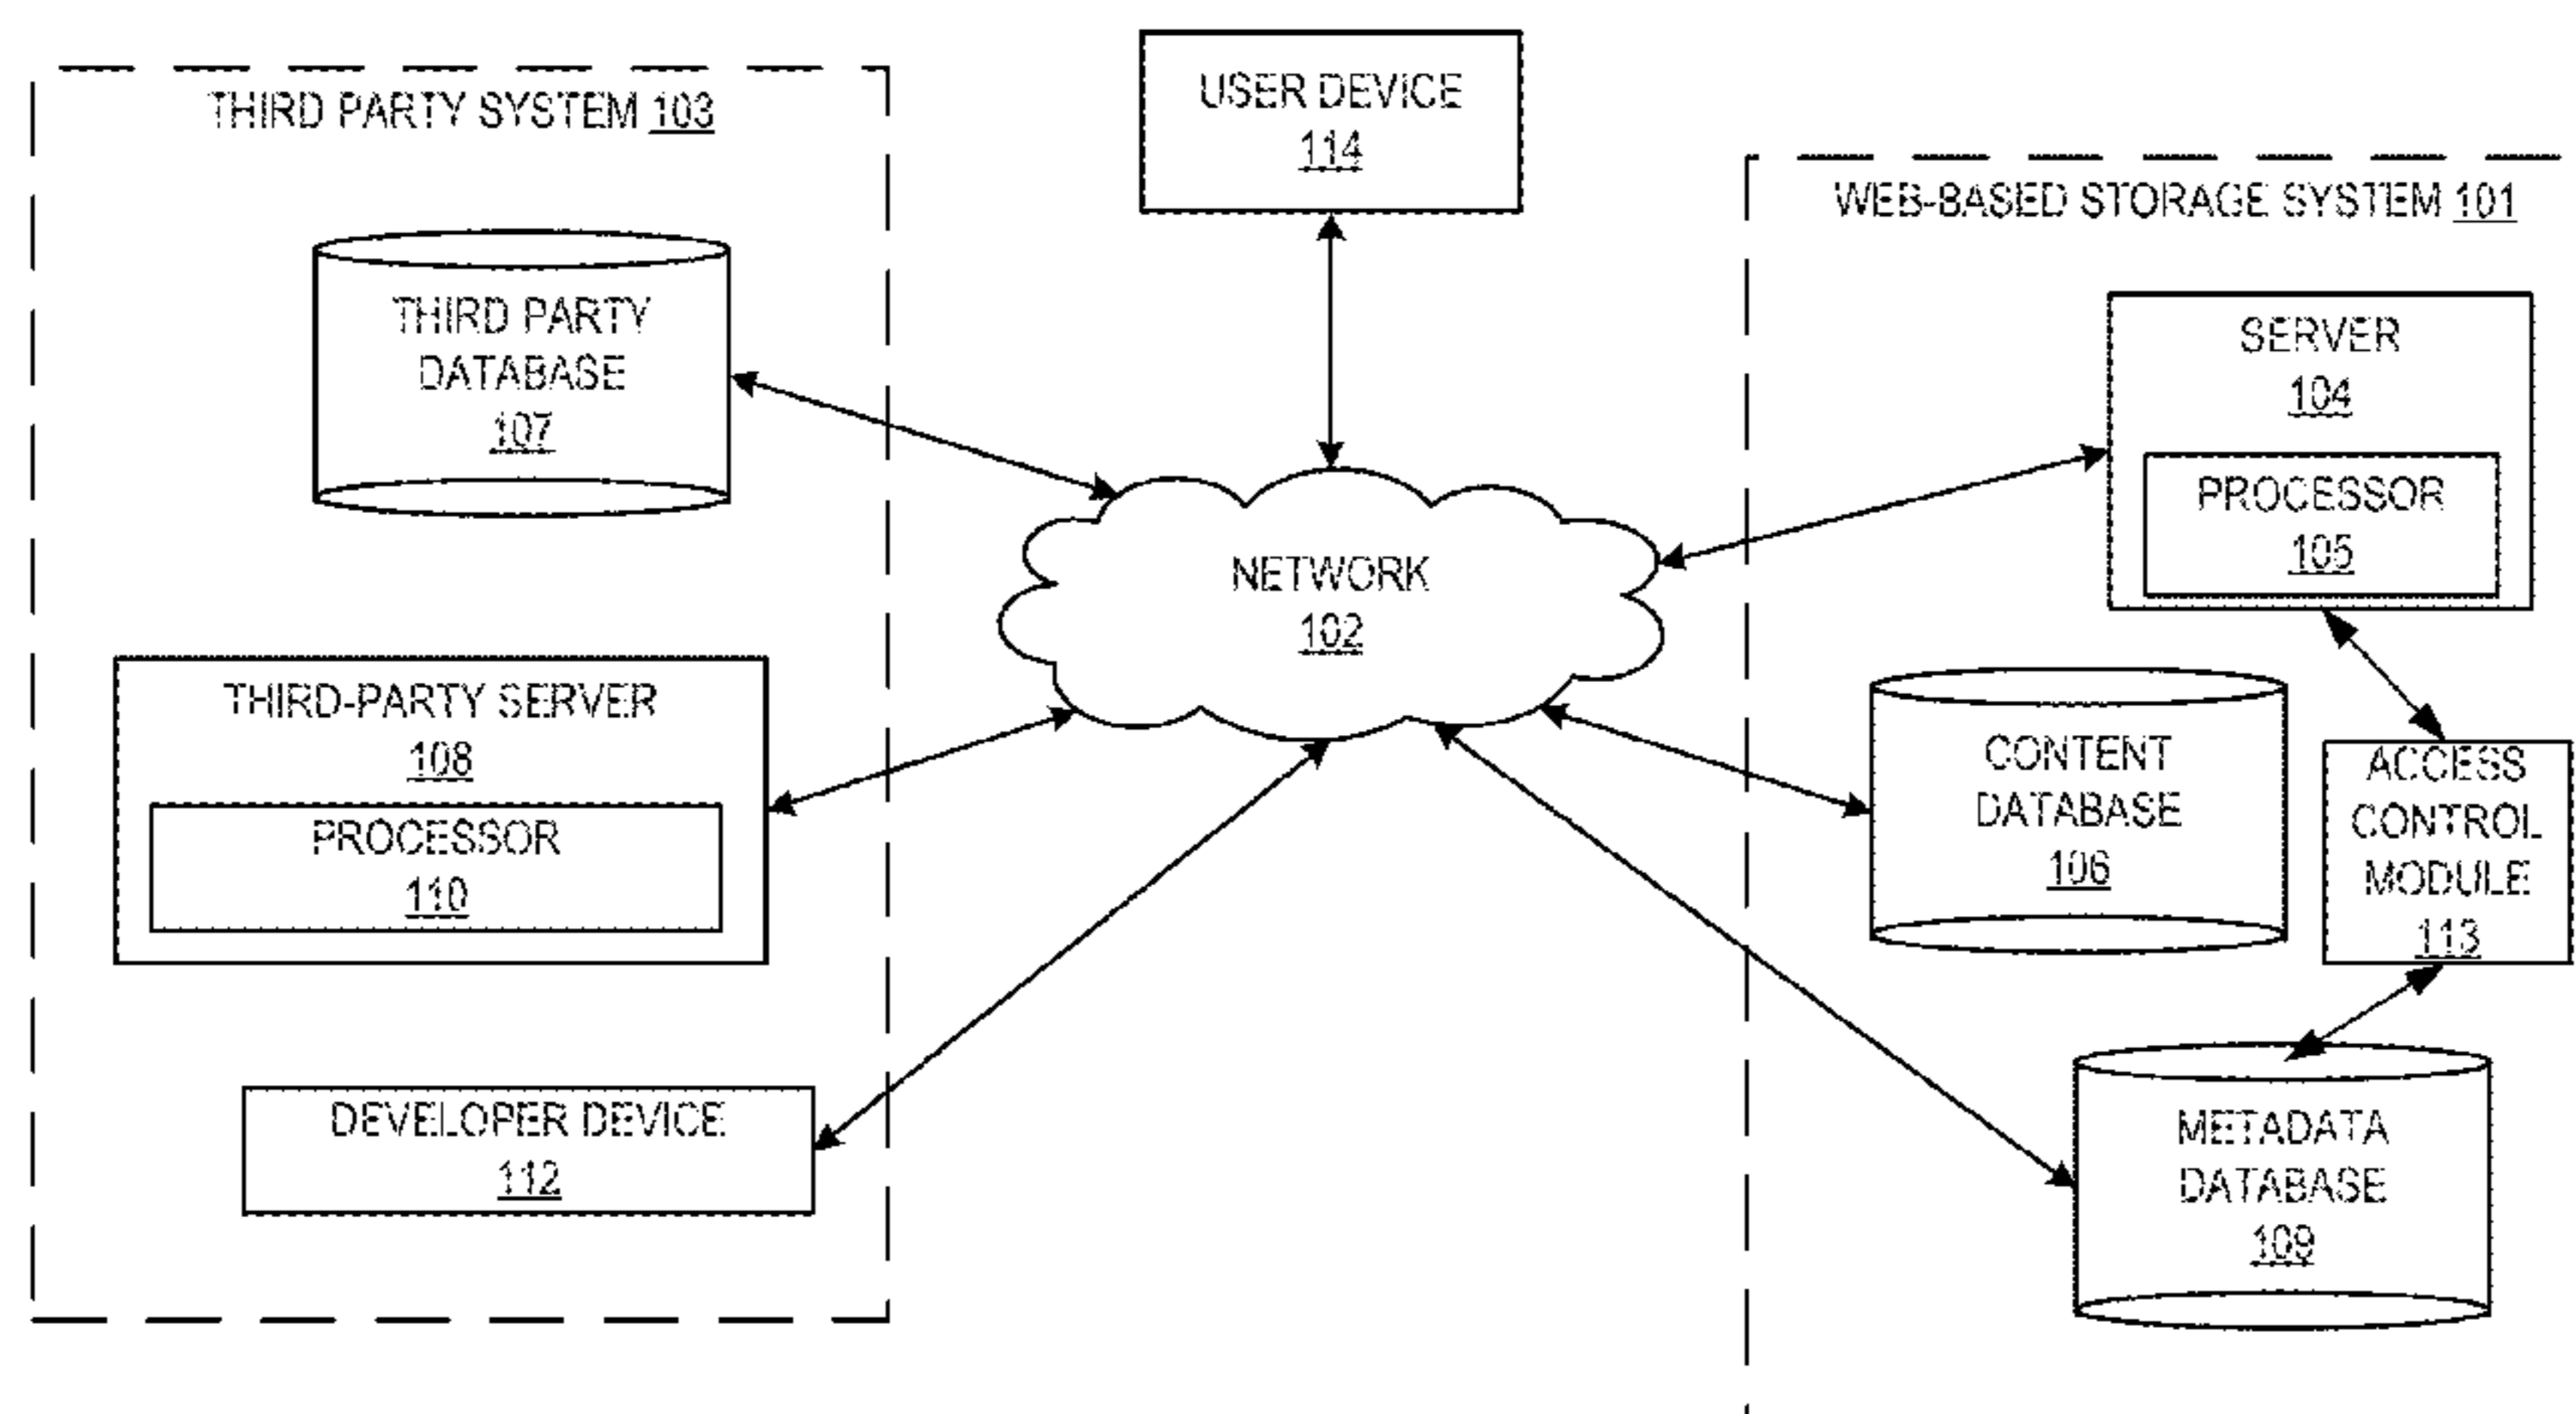 THIRD PARTY SYSTEM 103
THIRD PARTY
DATABASE
107
THIRD-PARTY SERVER
108
PROCESSOR
110
DEVELOPER DEVICE
112
USER DEVICE
114
NETWORK
102
WEB-BASED STORAGE SYSTEM 101
SERVER
104
PROCESSOR
105
CONTENT
DATABASE
106
ACCESS
CONTROL
MODULE
113
METADATA
DATABASE
109